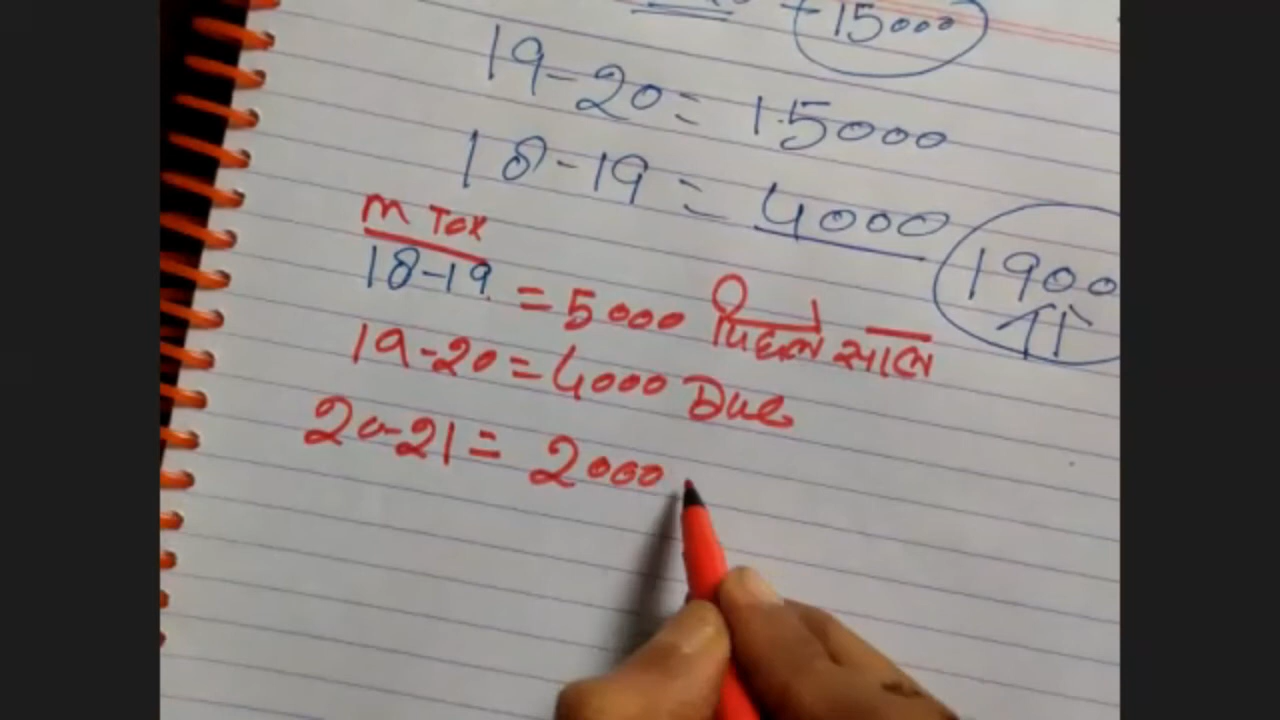 15000
19-20 = 15000
18-19 = 4000
1900
M Tax
18-19 = 5000 पिछले साल
19-20 = 4000 Due
20-21 = 2000